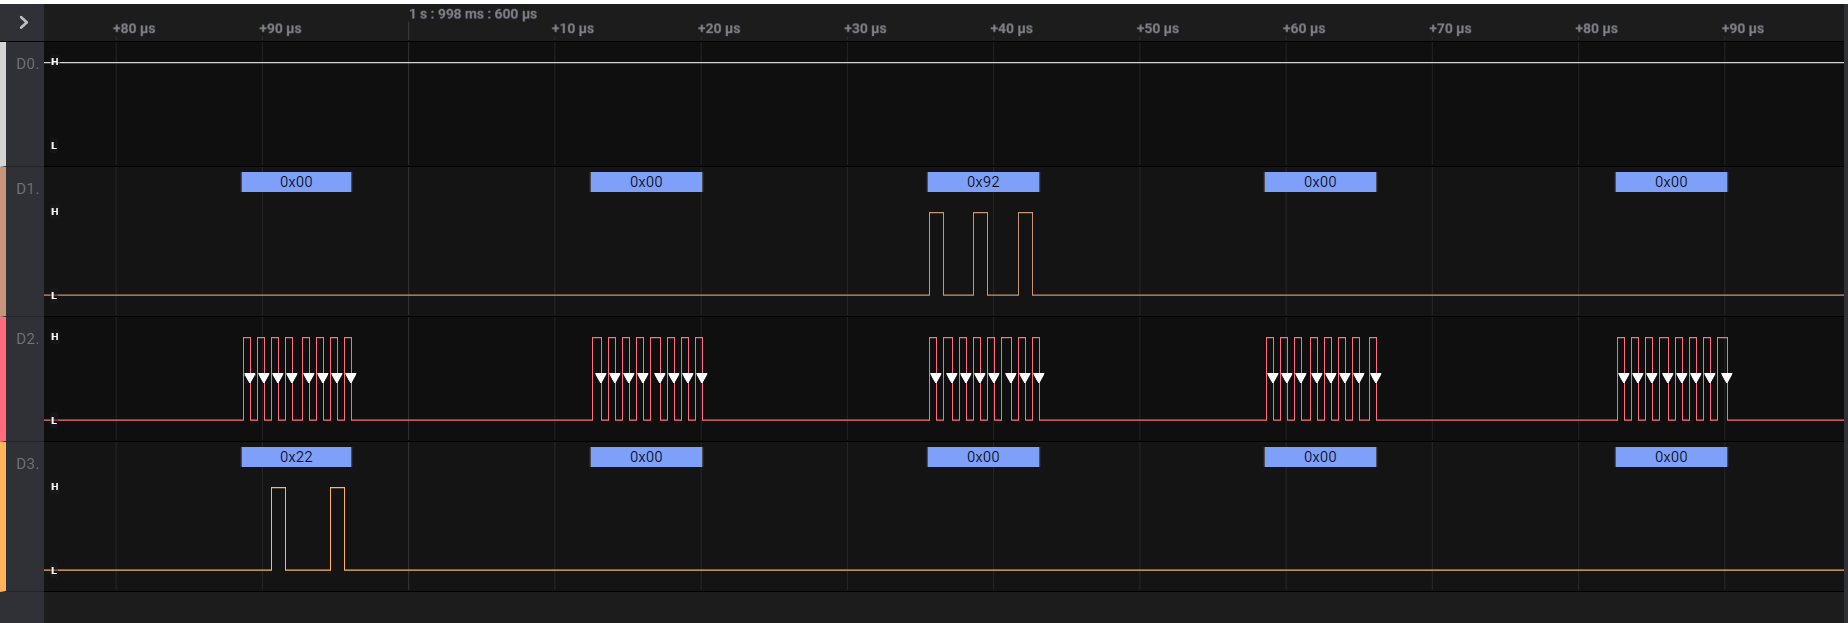 1 s : 998 ms : 600 µs
+80 µs +90 µs +10 µs +20 µs +30 µs +40 µs +50 µs +60 µs +70 µs +80 µs +90 µs
D0. H
L
0x00 0x00 0x92 0x00 0x00
D1.
H
L
D2. H
L
0x22 0x00 0x00 0x00 0x00
D3.
H
L